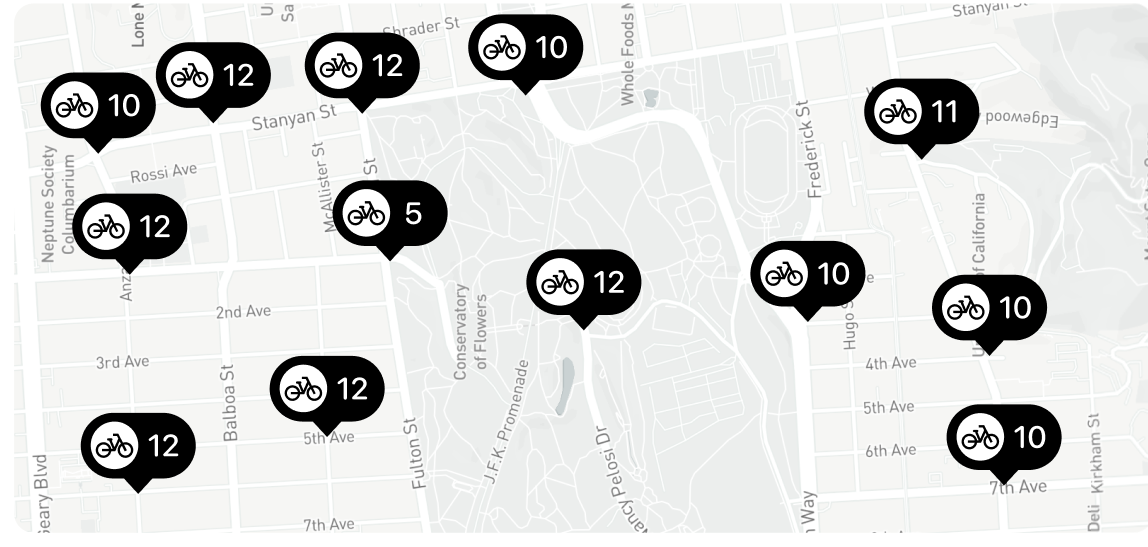 Lone M
Sa
Shrader St
10
Whole Foods M
Stanyan St
12
12
10
Stanyan St
Frederick St
11
Edgewood
Neptune Society
Columbarium
Rossi Ave
McAllister St
St
12
5
Anza
12
10
of California
10
2nd Ave
Conservatory
of Flowers
Hugo S
3rd Ave
4th Ave
Balboa St
12
J.F.K. Promenade
5th Ave
5th Ave
12
Fulton St
Nancy Pelosi Dr
6th Ave
10
Kirkham St
Geary Blvd
7th Ave
7th Ave
n Way
Deli